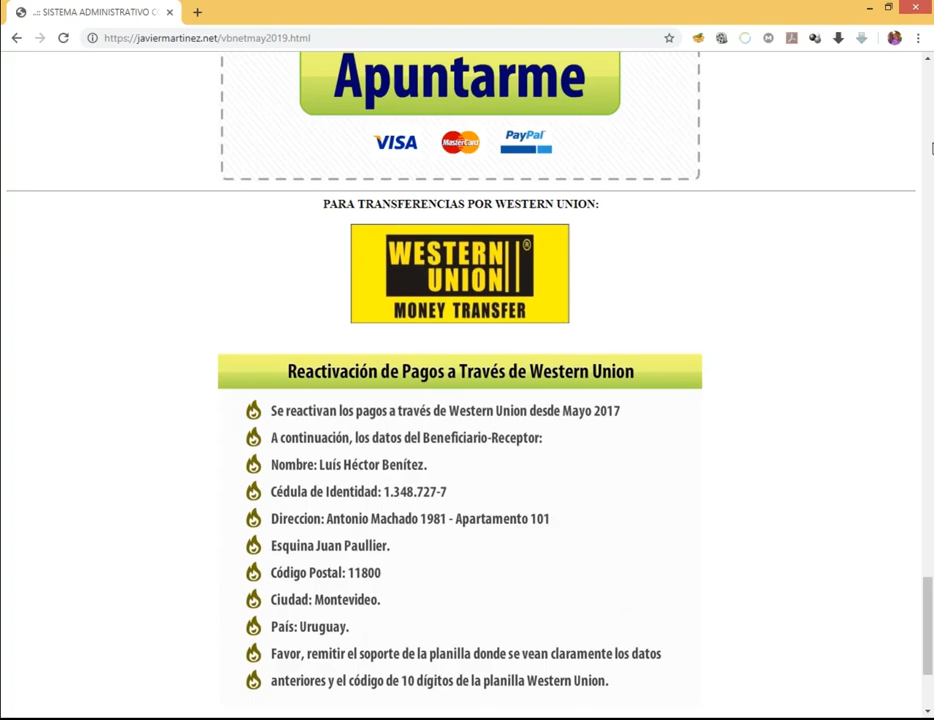 ..:: SISTEMA ADMINISTRATIVO
https://javiermartinez.net/vbnetmay2019.html
Apuntarme
VISA MasterCard PayPal
PARA TRANSFERENCIAS POR WESTERN UNION:
WESTERN
UNION ®
MONEY TRANSFER
Reactivación de Pagos a Través de Western Union
Se reactivan los pagos a través de Western Union desde Mayo 2017
A continuación, los datos del Beneficiario-Receptor:
Nombre: Luís Héctor Benítez.
Cédula de Identidad: 1.348.727-7
Direccion: Antonio Machado 1981 - Apartamento 101
Esquina Juan Paullier.
Código Postal: 11800
Ciudad: Montevideo.
País: Uruguay.
Favor, remitir el soporte de la planilla donde se vean claramente los datos
anteriores y el código de 10 dígitos de la planilla Western Union.